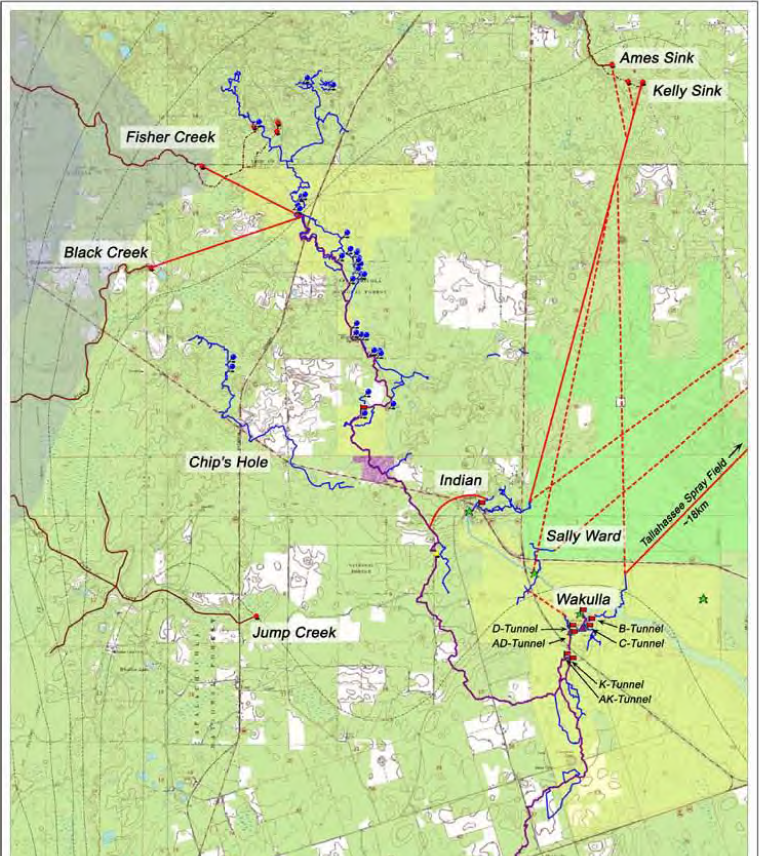 Ames Sink
Kelly Sink
Fisher Creek
Black Creek
Chip's Hole
Indian
Tallahassee Spray Field
~18km
Sally Ward
Wakulla
D-Tunnel
B-Tunnel
AD-Tunnel
C-Tunnel
Jump Creek
K-Tunnel
AK-Tunnel